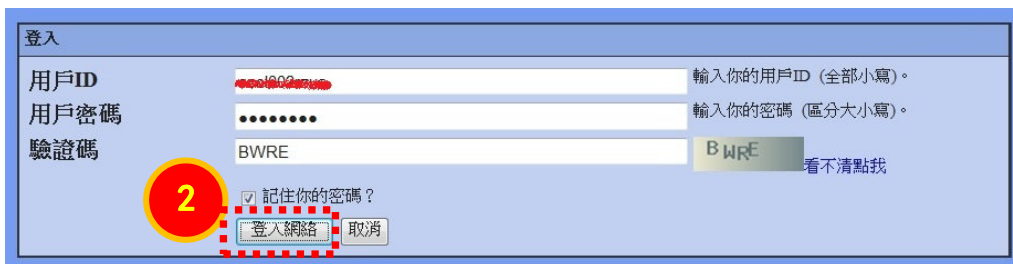 登入
用戶ID 輸入你的用戶ID (全部小寫)。
用戶密碼 •••••••• 輸入你的密碼 (區分大小寫)。
驗證碼 BWRE BWRE 看不清點我
2 記住你的密碼？
登入網絡 取消